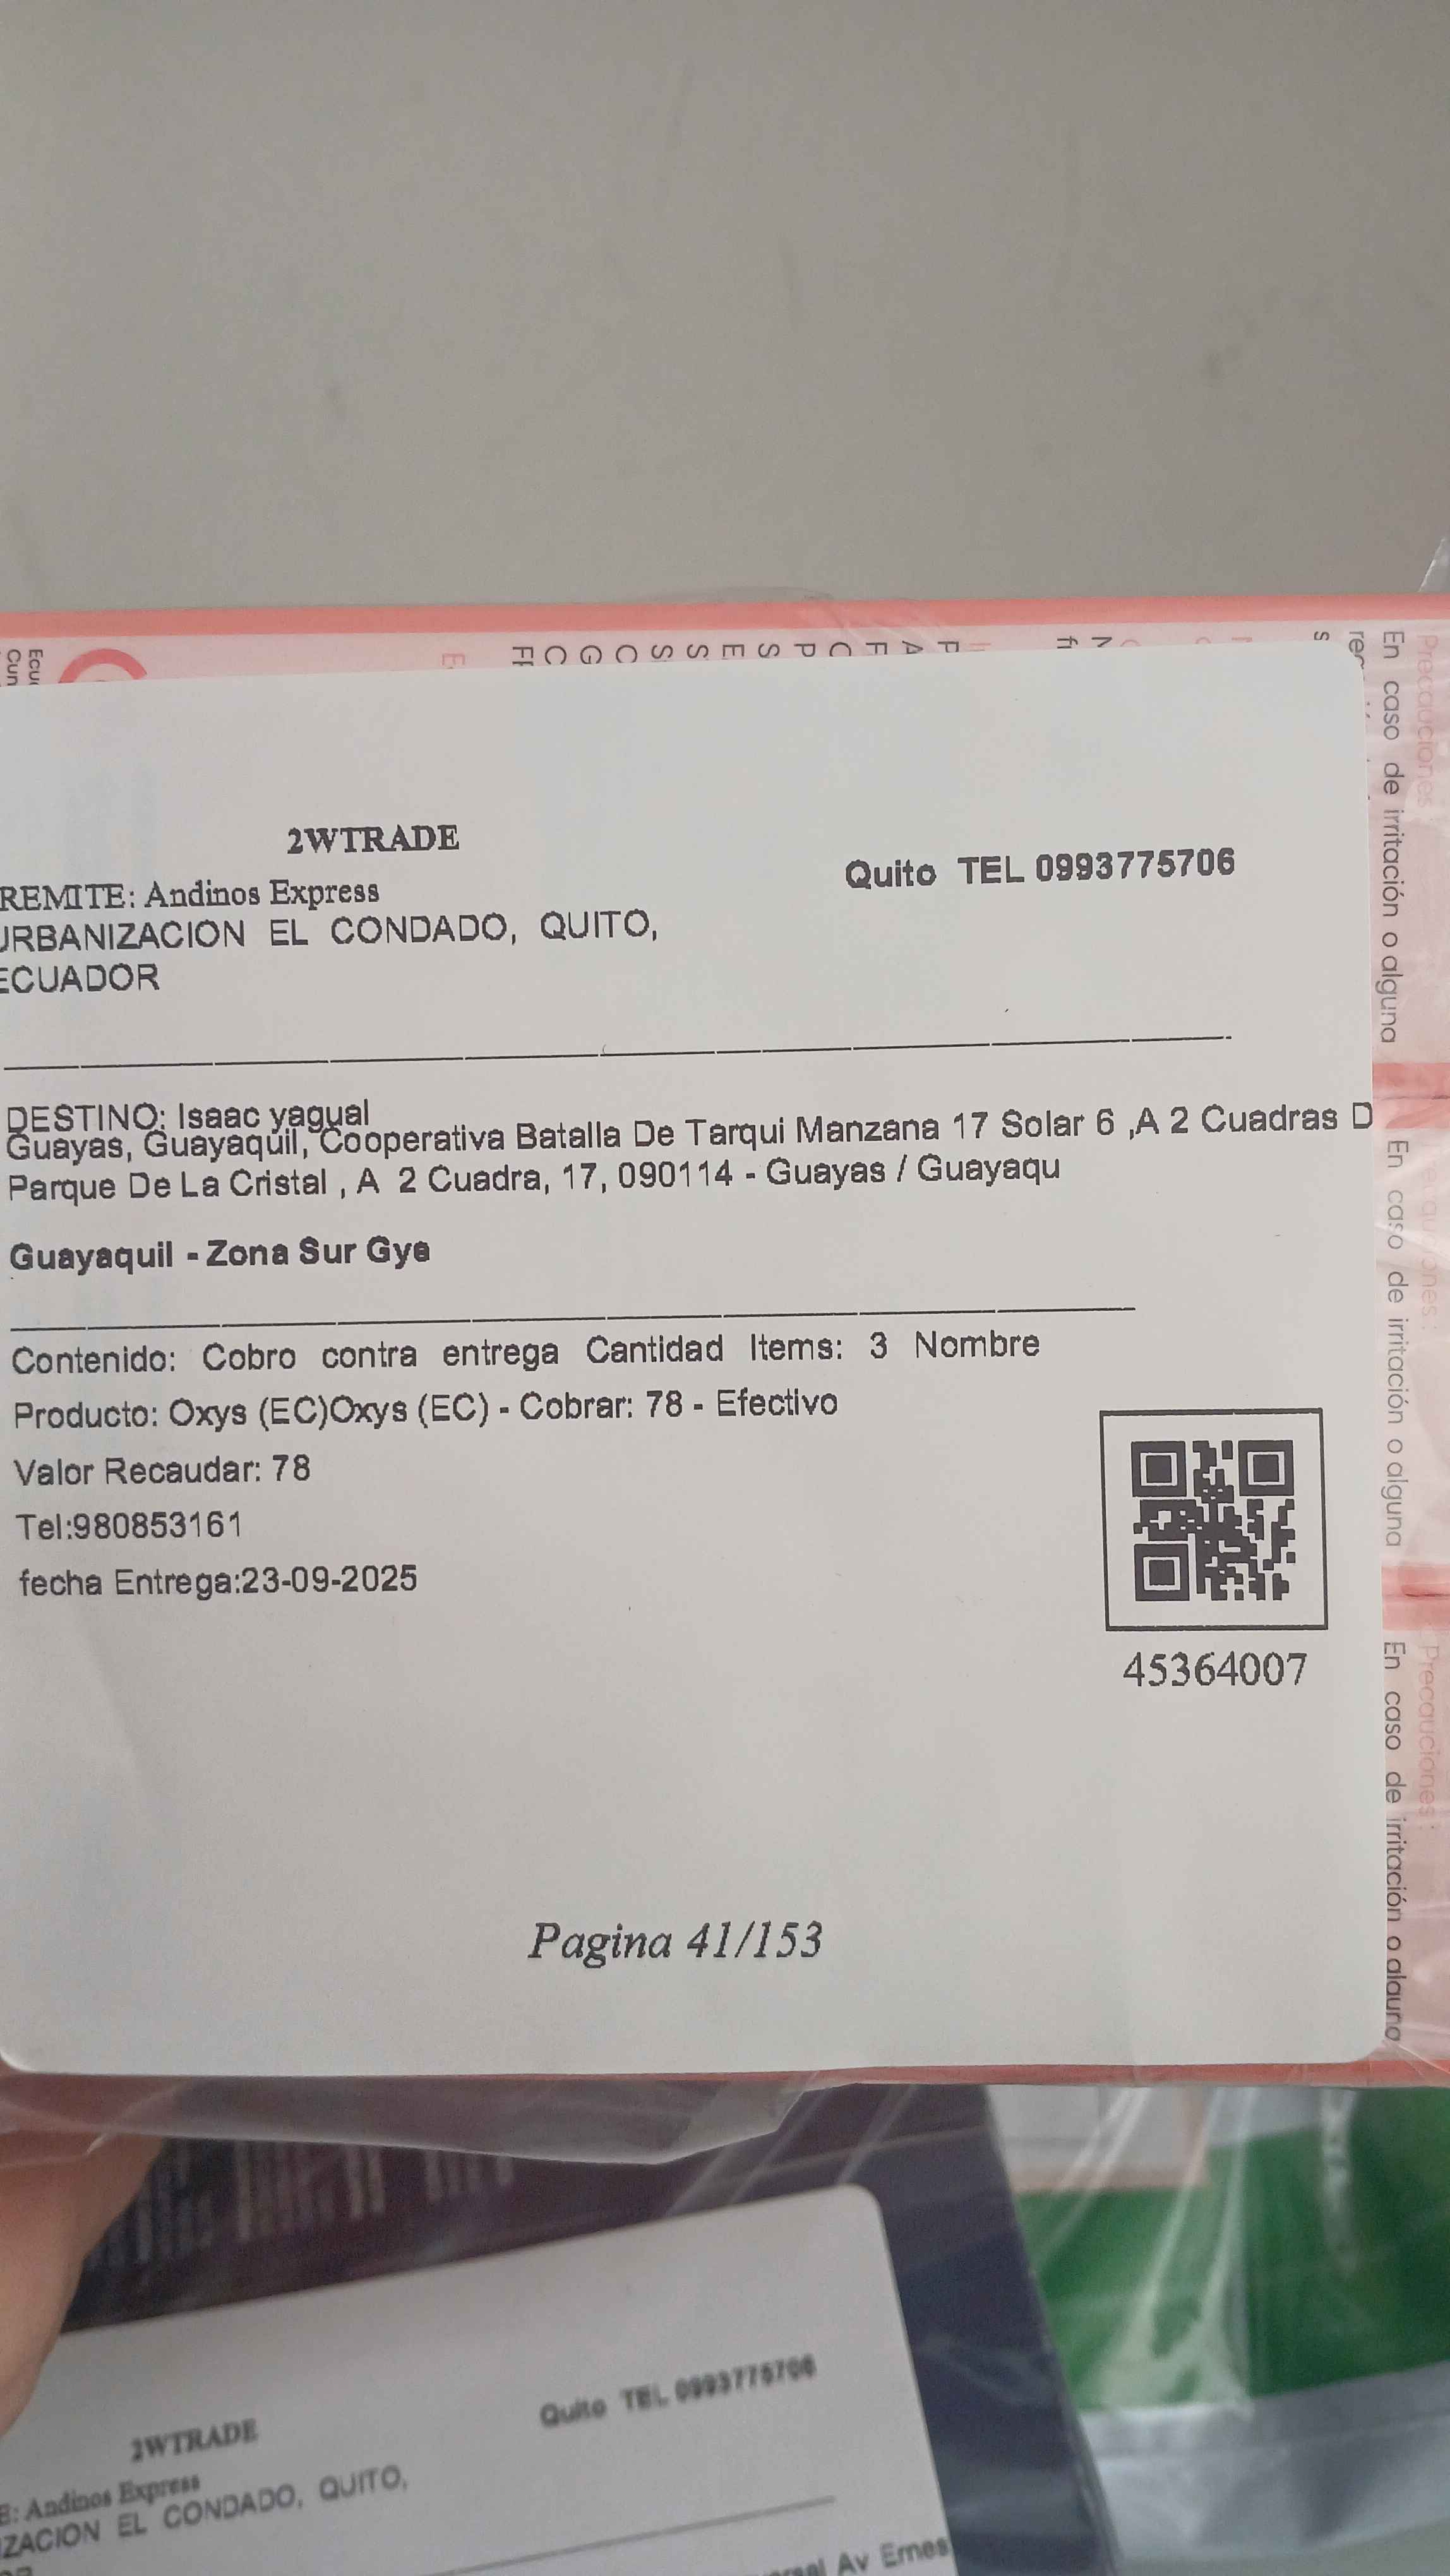 2WTRADE
Quito TEL 0993775706
REMITE: Andinos Express
URBANIZACION EL CONDADO, QUITO,
ECUADOR
DESTINO: Isaac yagual
Guayas, Guayaquil, Cooperativa Batalla De Tarqui Manzana 17 Solar 6 ,A 2 Cuadras D
Parque De La Cristal , A 2 Cuadra, 17, 090114 - Guayas / Guayaqu
Guayaquil - Zona Sur Gye
Contenido: Cobro contra entrega Cantidad Items: 3 Nombre
Producto: Oxys (EC)Oxys (EC) - Cobrar: 78 - Efectivo
Valor Recaudar: 78
Tel:980853161
fecha Entrega:23-09-2025
45364007
Pagina 41/153
Precauciones
En caso de irritación o alguna
En caso de irritación o alguna
Precauciones:
En caso de irritación o alguna
2WTRADE
Quito TEL 0993775706
E: Andinos Express
ZACION EL CONDADO, QUITO,
Av Ernes